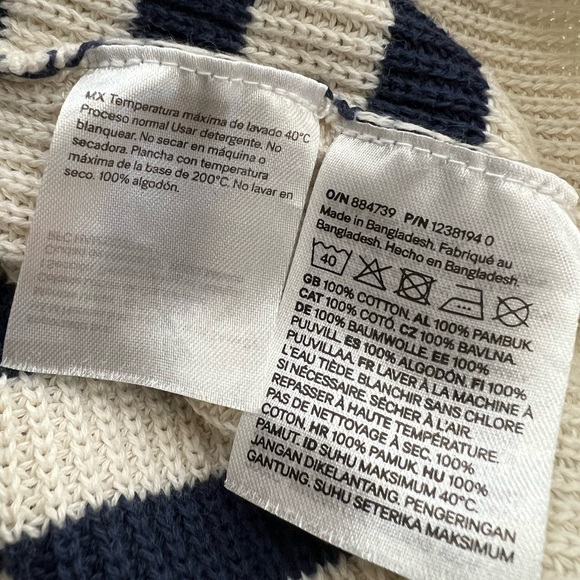 MX Temperatura máxima de lavado 40°C
Proceso normal Usar detergente. No
blanquear. No secar en máquina o
secadora. Plancha con temperatura
máxima de la base de 200°C. No lavar en
seco. 100% algodón.
O/N 884739 P/N 1238194 0
Made in Bangladesh. Fabriqué au
Bangladesh. Hecho en Bangladesh.
40
GB 100% COTTON. AL 100% PAMBUK.
CAT 100% COTÓ. CZ 100% BAVLNA.
DE 100% BAUMWOLLE. EE 100%
PUUVILL. ES 100% ALGODÓN. FI 100%
PUUVILLAA. FR LAVER À LA MACHINE À
L'EAU TIÈDE BLANCHIR SANS CHLORE
SI NÉCESSAIRE. SÉCHER À L'AIR.
REPASSER À HAUTE TEMPÉRATURE.
PAS DE NETTOYAGE À SEC. 100%
COTON. HR 100% PAMUK. HU 100%
PAMUT. ID SUHU MAKSIMUM 40°C.
JANGAN DIKELANTANG. PENGERINGAN
GANTUNG. SUHU SETERIKA MAKSIMUM